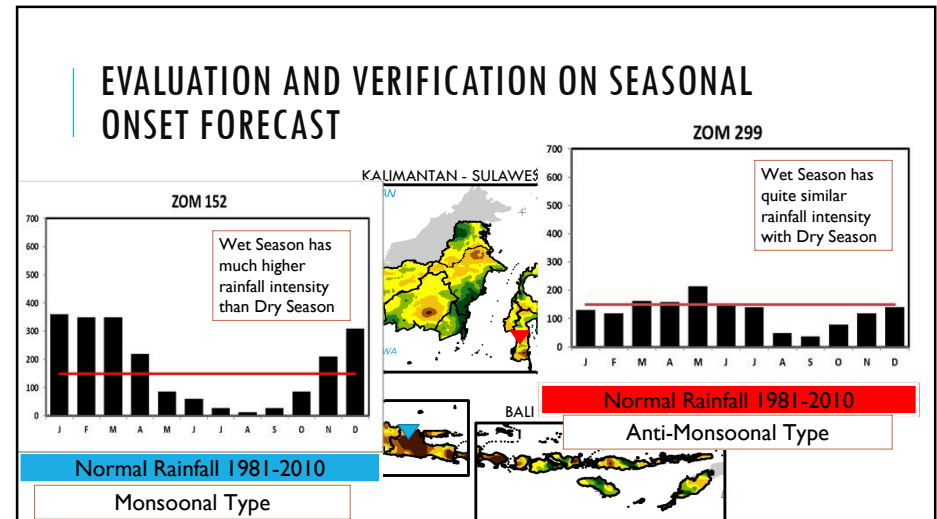 EVALUATION AND VERIFICATION ON SEASONAL
ONSET FORECAST
KALIMANTAN - SULAWES
AN
WA
BALI
ZOM 152
700
600
500
400
300
200
100
0
J F M A M J J A S O N D
Wet Season has
much higher
rainfall intensity
than Dry Season
Normal Rainfall 1981-2010
Monsoonal Type
ZOM 299
700
600
500
400
300
200
100
0
J F M A M J J A S O N D
Wet Season has
quite similar
rainfall intensity
with Dry Season
Normal Rainfall 1981-2010
Anti-Monsoonal Type